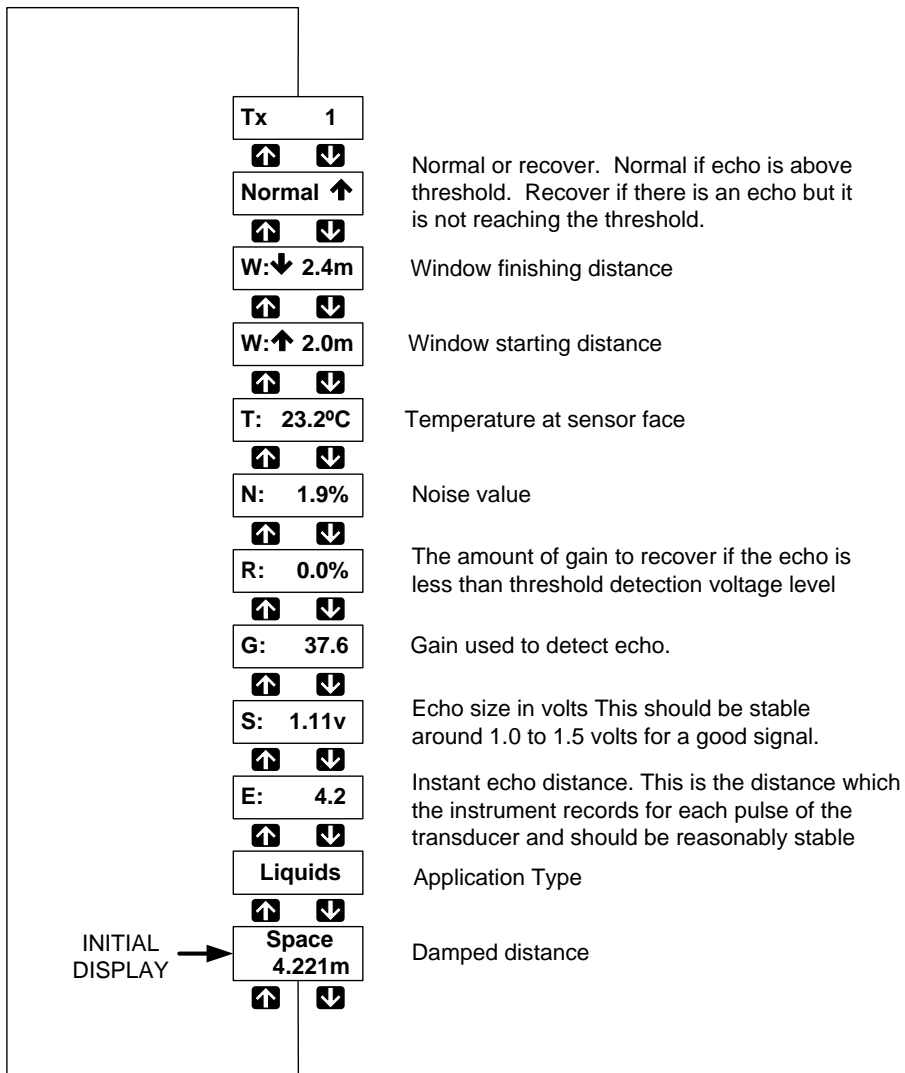 Tx 1
Normal ↑
Normal or recover. Normal if echo is above
threshold. Recover if there is an echo but it
is not reaching the threshold.
W:↓ 2.4m
Window finishing distance
W:↑ 2.0m
Window starting distance
T: 23.2ºC
Temperature at sensor face
N: 1.9%
Noise value
R: 0.0%
The amount of gain to recover if the echo is
less than threshold detection voltage level
G: 37.6
Gain used to detect echo.
S: 1.11v
Echo size in volts This should be stable
around 1.0 to 1.5 volts for a good signal.
E: 4.2
Instant echo distance. This is the distance which
the instrument records for each pulse of the
transducer and should be reasonably stable
Liquids
Application Type
INITIAL
DISPLAY
Space
4.221m
Damped distance